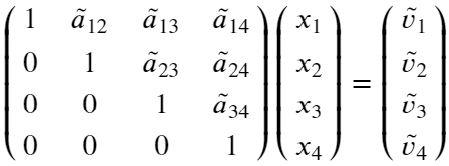 1 ã₁₂ ã₁₃ ã₁₄ x₁ ṽ₁
0 1 ã₂₃ ã₂₄ x₂ = ṽ₂
0 0 1 ã₃₄ x₃ ṽ₃
0 0 0 1 x₄ ṽ₄